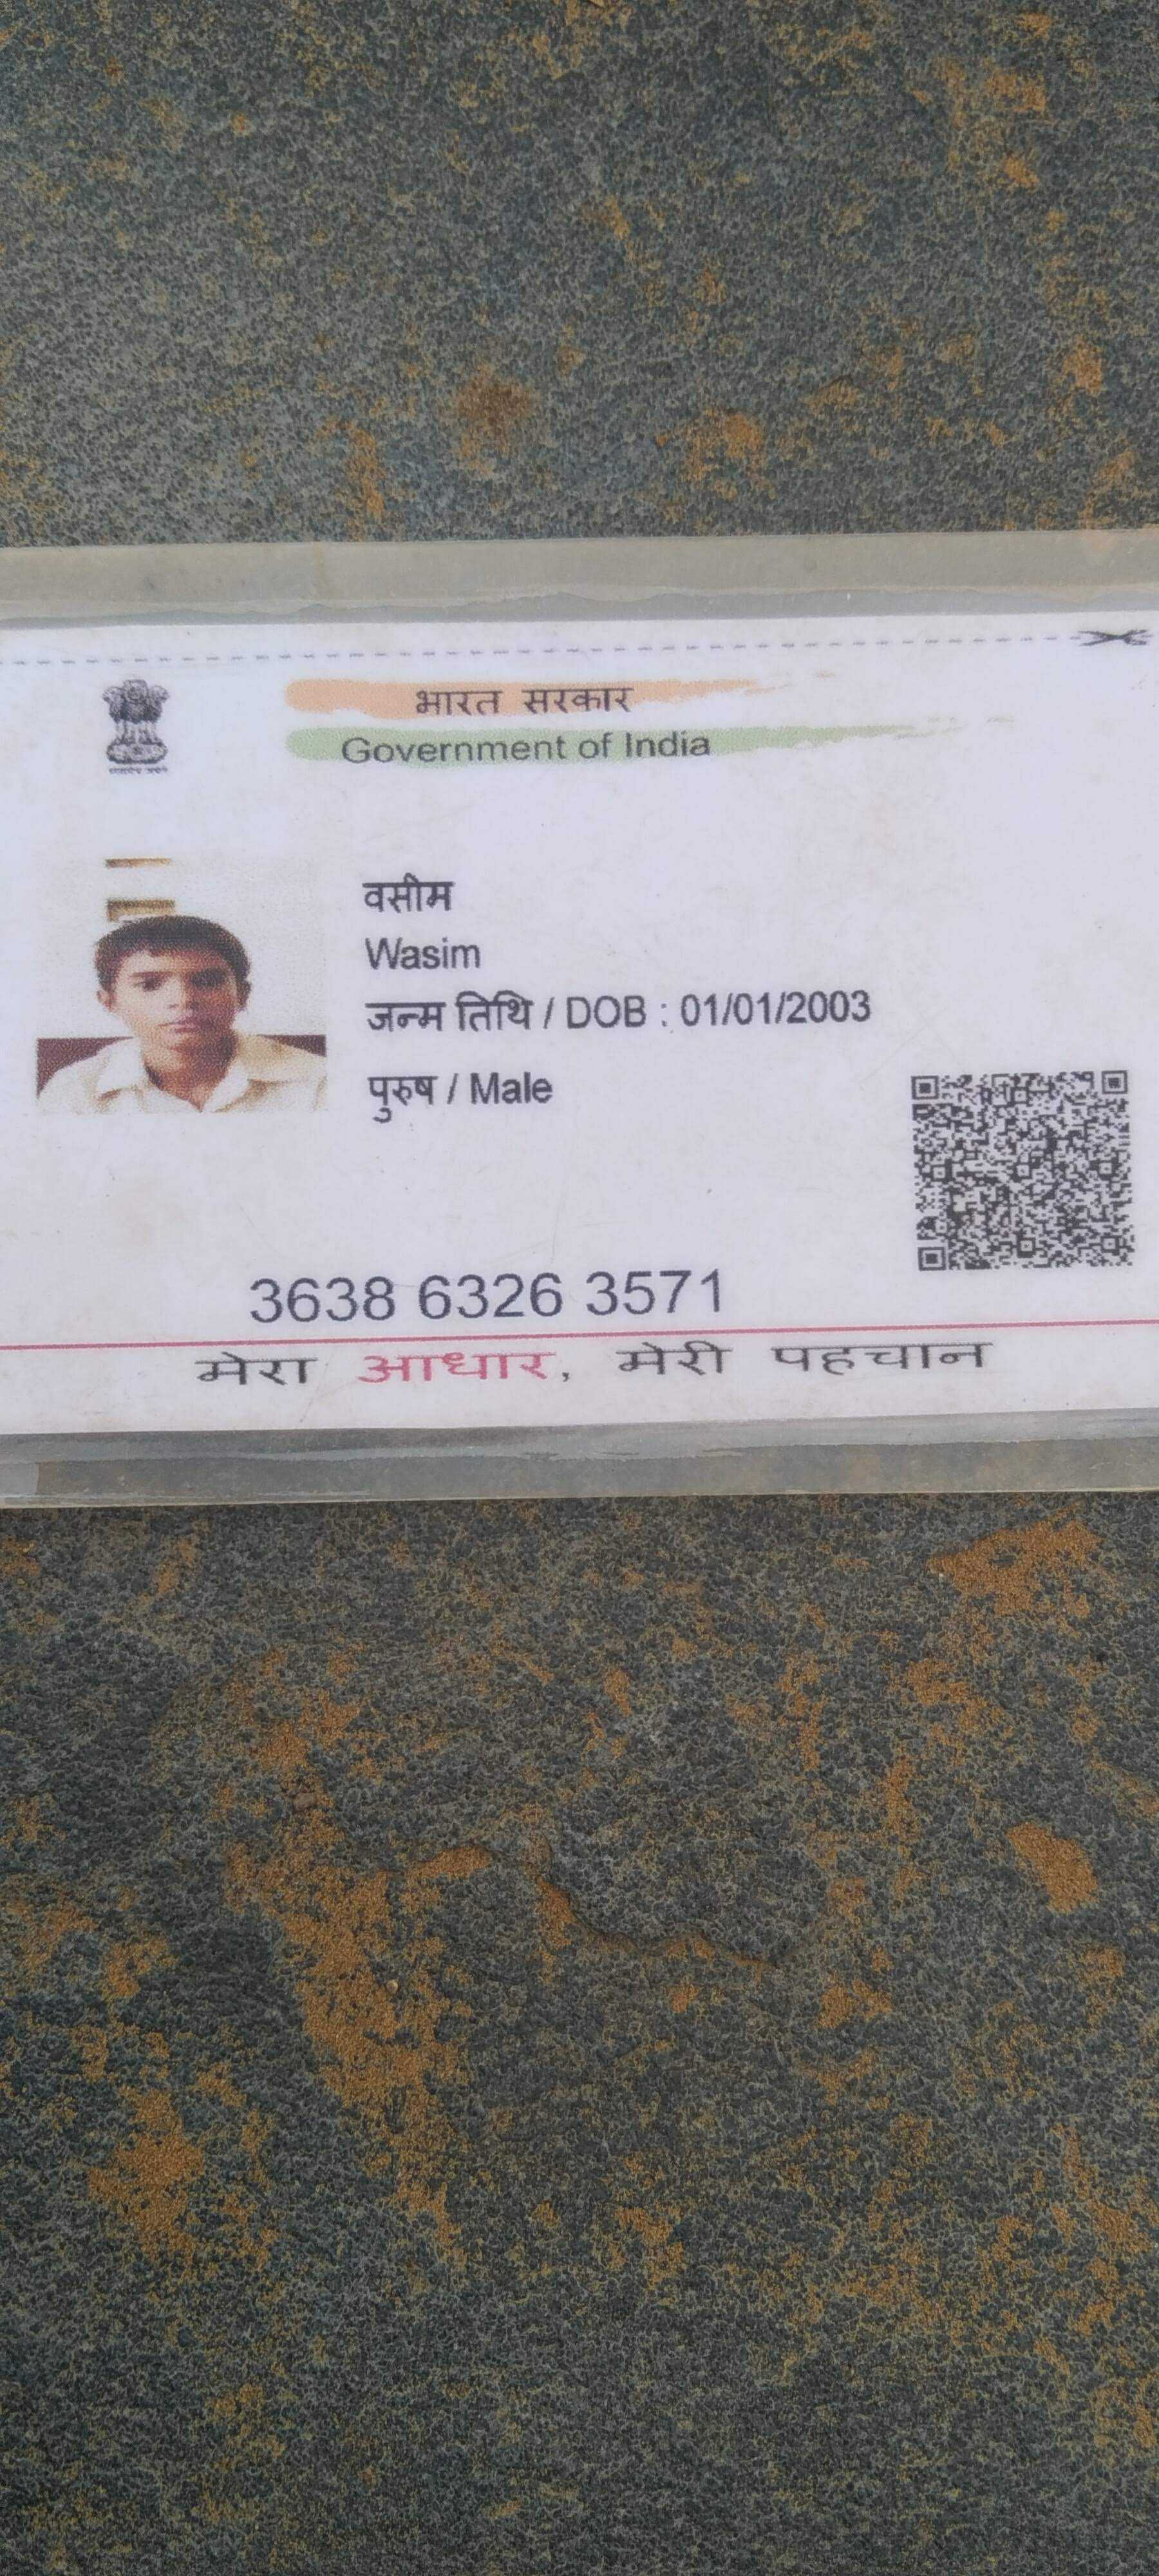 भारत सरकार
Government of India
वसीम
Wasim
जन्म तिथि / DOB : 01/01/2003
पुरुष / Male
3638 6326 3571
मेरा आधार, मेरी पहचान